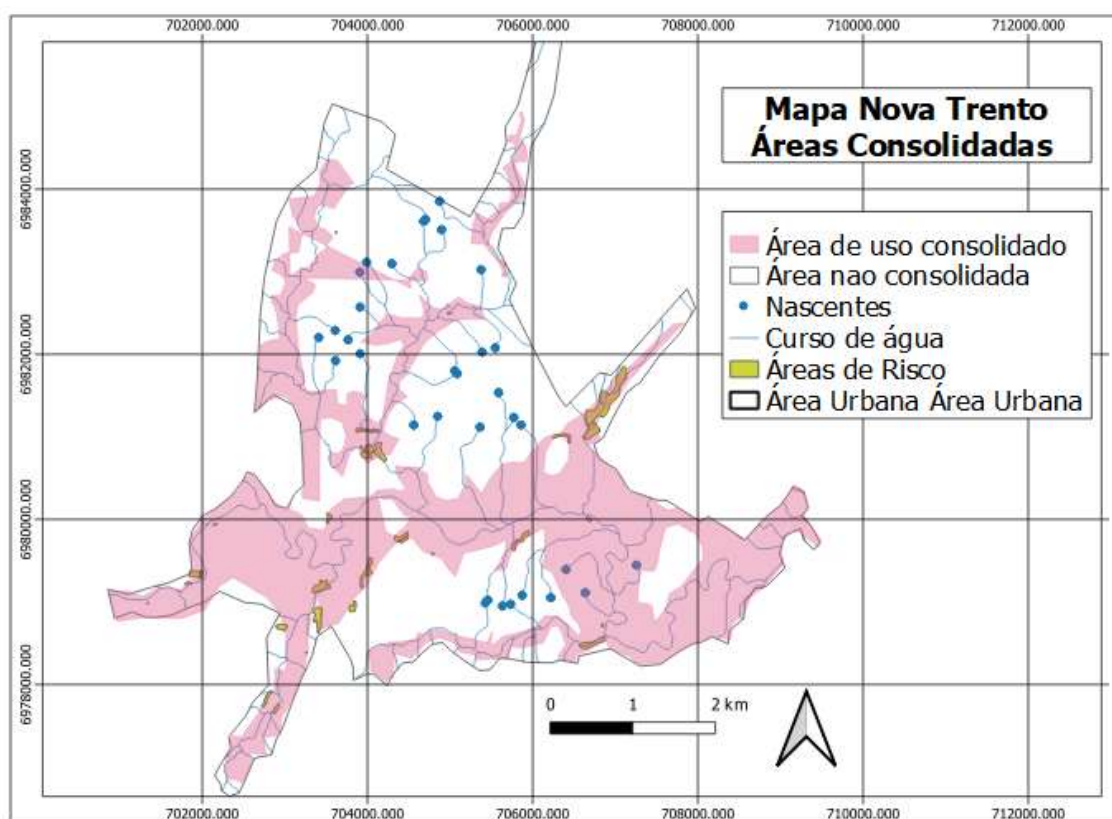 702000.000 704000.000 706000.000 708000.000 710000.000 712000.000
Mapa Nova Trento
Áreas Consolidadas
6984000.000 6984000.000
Área de uso consolidado
Área nao consolidada
Nascentes
Curso de água
Áreas de Risco
Área Urbana Área Urbana
6982000.000
6980000.000
6978000.000
0 1 2 km
702000.000 704000.000 706000.000 708000.000 710000.000 712000.000